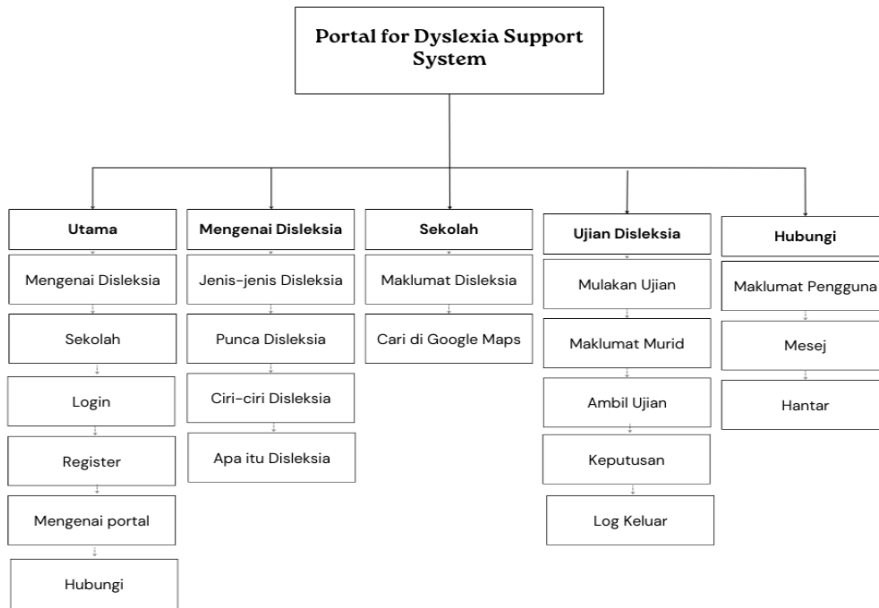 Portal for Dyslexia Support
System
Utama
Mengenai Disleksia
Sekolah
Login
Register
Mengenai portal
Hubungi
Mengenai Disleksia
Jenis-jenis Disleksia
Punca Disleksia
Ciri-ciri Disleksia
Apa itu Disleksia
Sekolah
Maklumat Disleksia
Cari di Google Maps
Ujian Disleksia
Mulakan Ujian
Maklumat Murid
Ambil Ujian
Keputusan
Log Keluar
Hubungi
Maklumat Pengguna
Mesej
Hantar